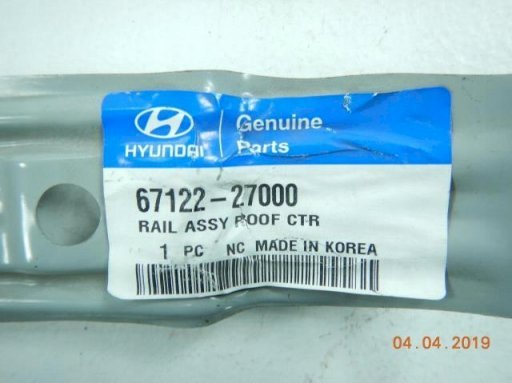 HYUNDAI
Genuine
Parts
67122-27000
RAIL ASSY ROOF CTR
1 PC NC MADE IN KOREA
04.04.2019